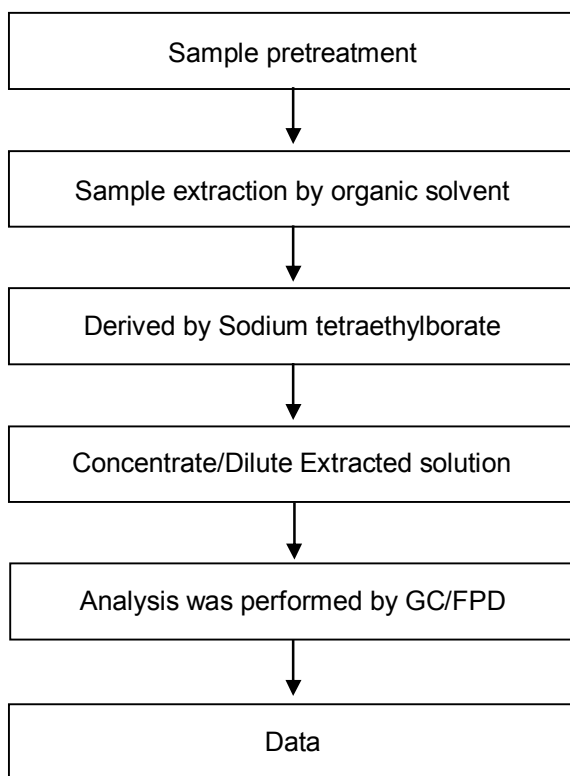 Sample pretreatment
Sample extraction by organic solvent
Derived by Sodium tetraethylborate
Concentrate/Dilute Extracted solution
Analysis was performed by GC/FPD
Data